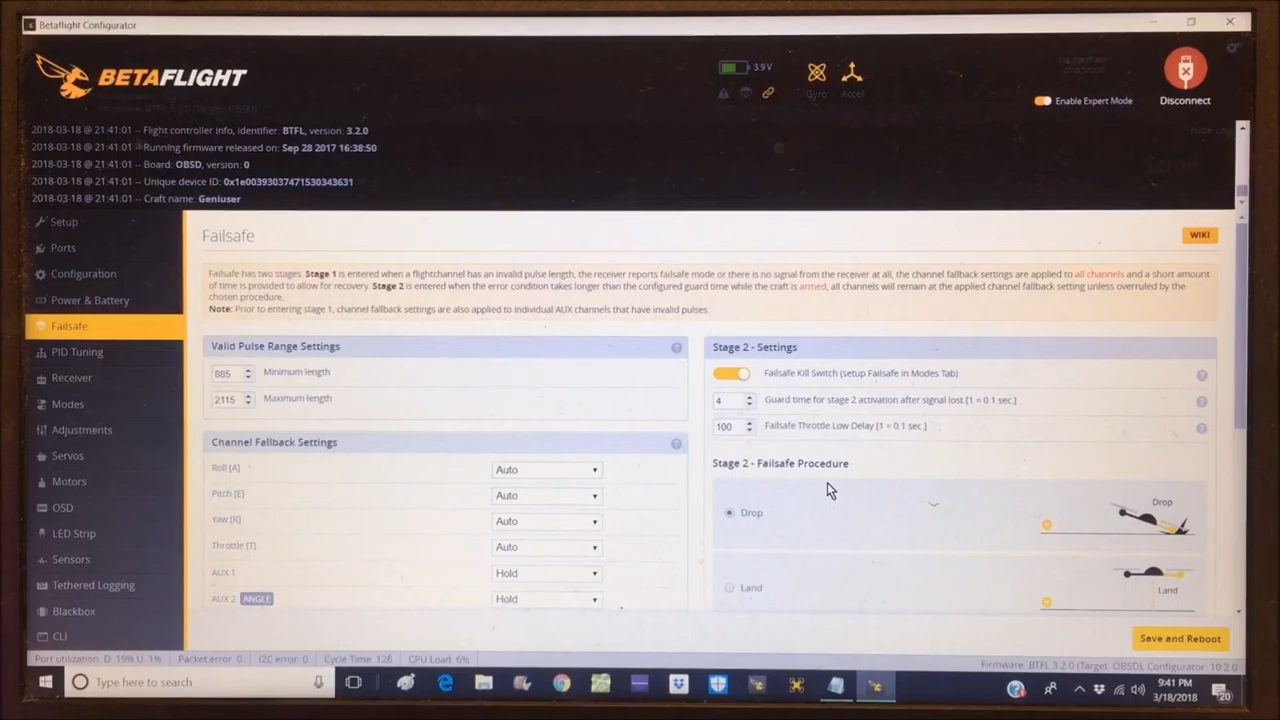 Betaflight Configurator
BETAFLIGHT
3.9 V
Gyro
Accel
Enable Expert Mode
Disconnect
2018-03-18 @ 21:41:01 -- Flight controller info, identifier: BTFL, version: 3.2.0
2018-03-18 @ 21:41:01 -- Running firmware released on: Sep 28 2017 16:38:50
2018-03-18 @ 21:41:01 -- Board: OBSD, version: 0
2018-03-18 @ 21:41:01 -- Unique device ID: 0x1e00393037471530343631
2018-03-18 @ 21:41:01 -- Craft name: Geniuser
Setup
Ports
Configuration
Power & Battery
Failsafe
PID Tuning
Receiver
Modes
Adjustments
Servos
Motors
OSD
LED Strip
Sensors
Tethered Logging
Blackbox
CLI
Failsafe
WIKI
Failsafe has two stages. Stage 1 is entered when a flightchannel has an invalid pulse length, the receiver reports failsafe mode or there is no signal from the receiver at all, the channel fallback settings are applied to all channels and a short amount
of time is provided to allow for recovery. Stage 2 is entered when the error condition takes longer than the configured guard time while the craft is armed, all channels will remain at the applied channel fallback setting unless overruled by the
chosen procedure.
Note: Prior to entering stage 1, channel fallback settings are also applied to individual AUX channels that have invalid pulses.
Valid Pulse Range Settings
885 Minimum length
2115 Maximum length
Channel Fallback Settings
Roll [A] Auto
Pitch [E] Auto
Yaw [R] Auto
Throttle [T] Auto
AUX 1 Hold
AUX 2 ANGLE Hold
Stage 2 - Settings
Failsafe Kill Switch (setup Failsafe in Modes Tab)
4 Guard time for stage 2 activation after signal lost [1 = 0.1 sec.]
100 Failsafe Throttle Low Delay [1 = 0.1 sec.]
Stage 2 - Failsafe Procedure
Drop
Drop
Land
Land
Save and Reboot
Port utilization: D: 19% U: 1% Packet error: 0 I2C error: 0 Cycle Time: 126 CPU Load: 6%
Firmware: BTFL 3.2.0 (Target: OBSD), Configurator: 10.2.0
Type here to search
9:41 PM
3/18/2018
20